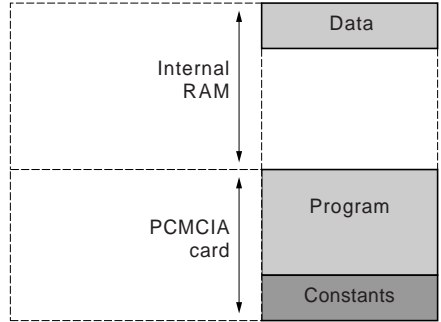 Data
Internal
RAM
Program
PCMCIA
card
Constants